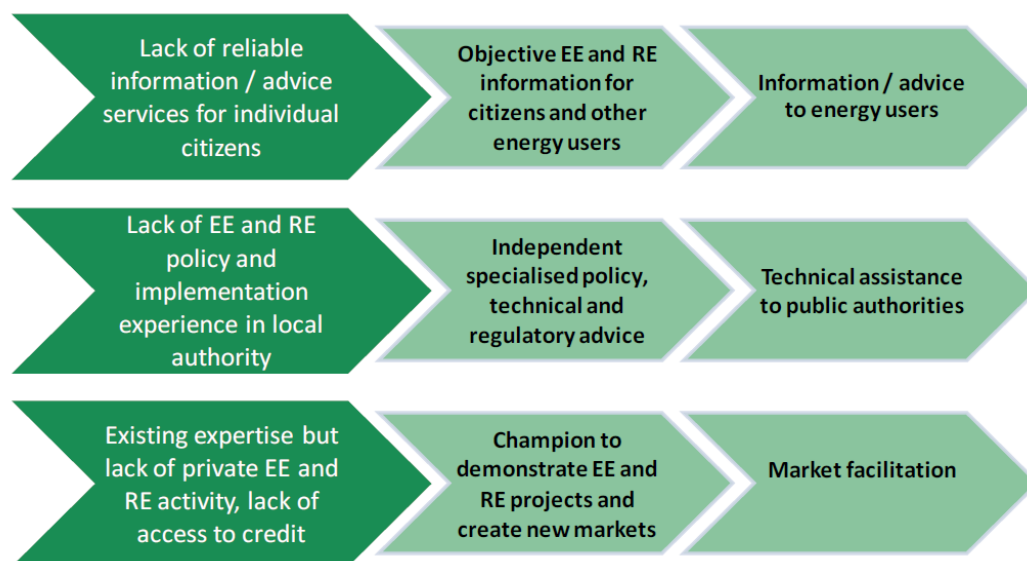 Lack of reliable
information / advice
services for individual
citizens
Objective EE and RE
information for
citizens and other
energy users
Information / advice
to energy users
Lack of EE and RE
policy and
implementation
experience in local
authority
Independent
specialised policy,
technical and
regulatory advice
Technical assistance
to public authorities
Existing expertise but
lack of private EE and
RE activity, lack of
access to credit
Champion to
demonstrate EE and
RE projects and
create new markets
Market facilitation